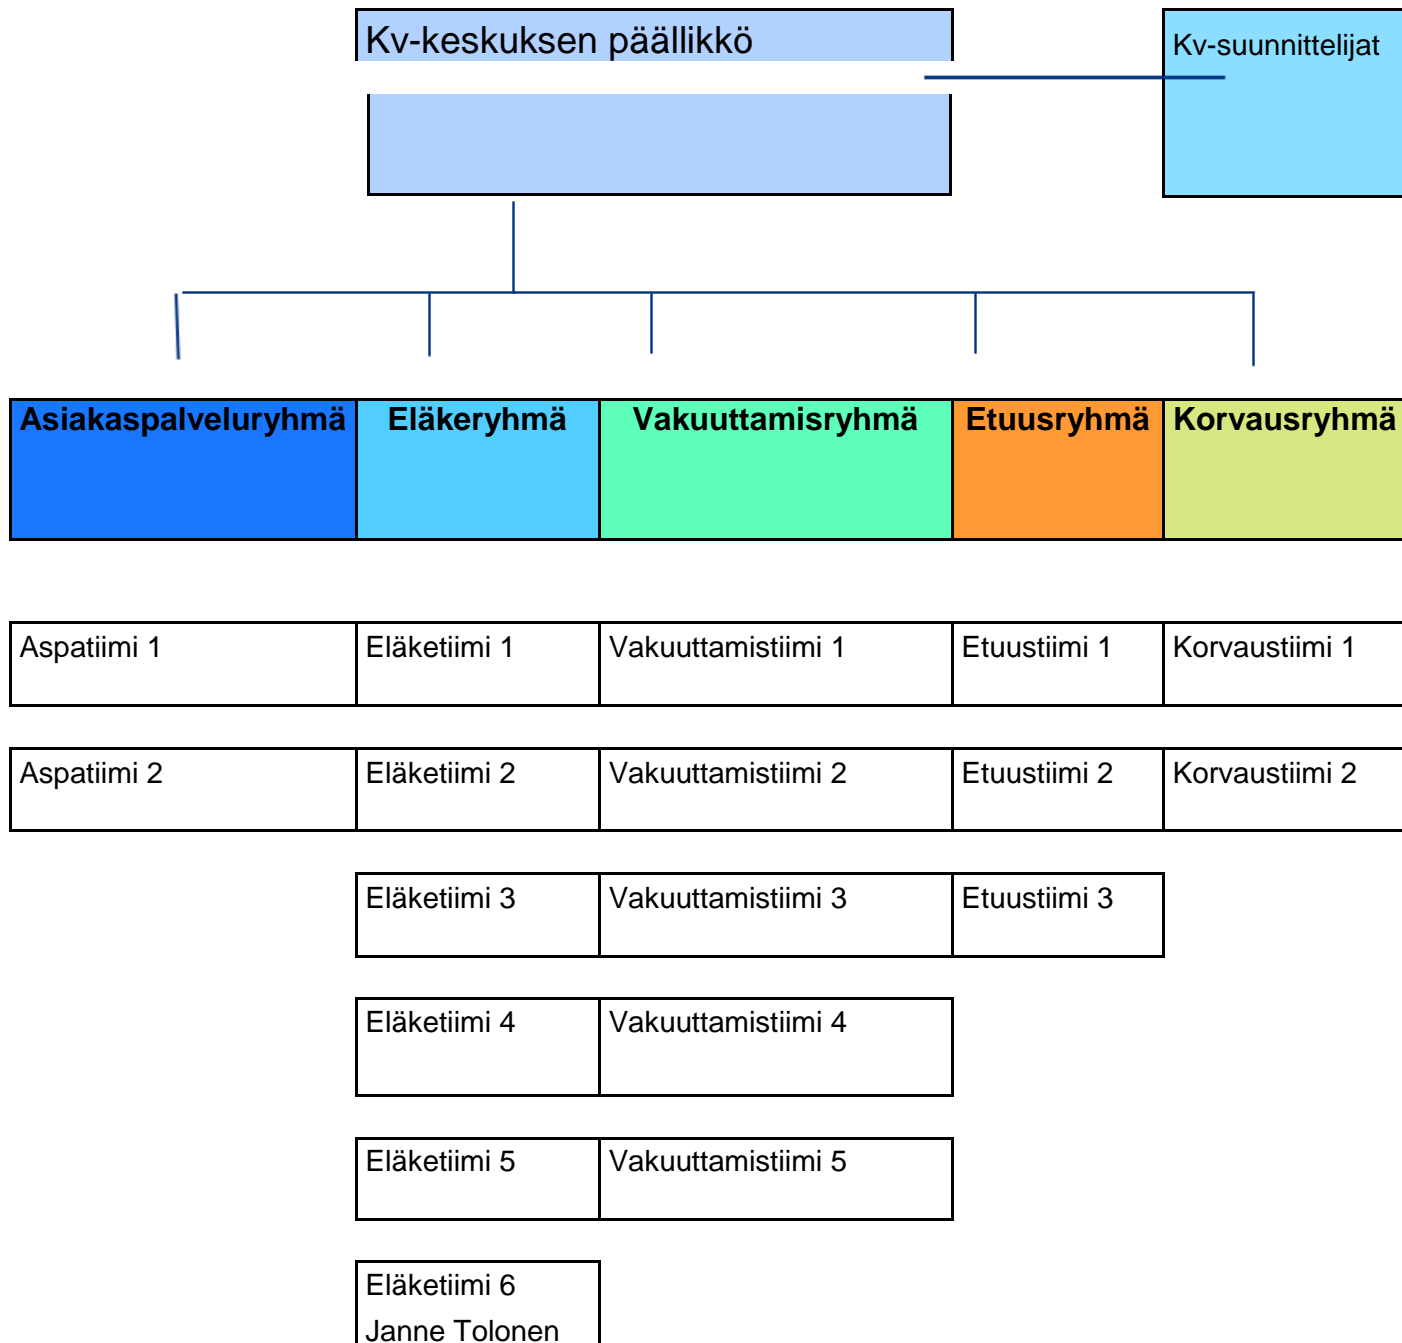 Kv-keskuksen päällikkö
Kv-suunnittelijat
Asiakaspalveluryhmä
Eläkeryhmä
Vakuuttamisryhmä
Etuusryhmä
Korvausryhmä
Aspatiimi 1
Eläketiimi 1
Vakuuttamistiimi 1
Etuustiimi 1
Korvaustiimi 1
Aspatiimi 2
Eläketiimi 2
Vakuuttamistiimi 2
Etuustiimi 2
Korvaustiimi 2
Eläketiimi 3
Vakuuttamistiimi 3
Etuustiimi 3
Eläketiimi 4
Vakuuttamistiimi 4
Eläketiimi 5
Vakuuttamistiimi 5
Eläketiimi 6
Janne Tolonen